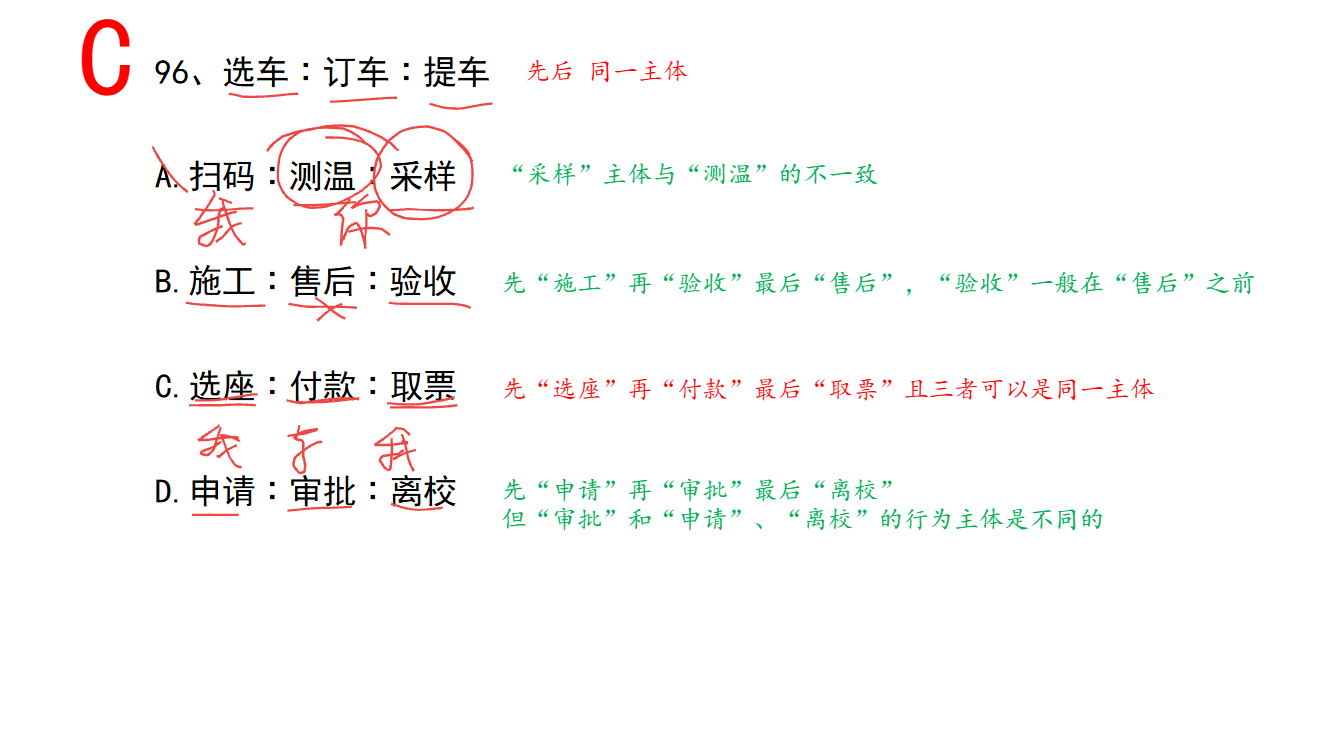 C
96、选车：订车：提车 先后 同一主体
A.扫码：测温：采样 “采样”主体与“测温”的不一致
我 你
B.施工：售后：验收 先“施工”再“验收”最后“售后”，“验收”一般在“售后”之前
C.选座：付款：取票 先“选座”再“付款”最后“取票”且三者可以是同一主体
我 我
D.申请：审批：离校 先“申请”再“审批”最后“离校”
但“审批”和“申请”、“离校”的行为主体是不同的